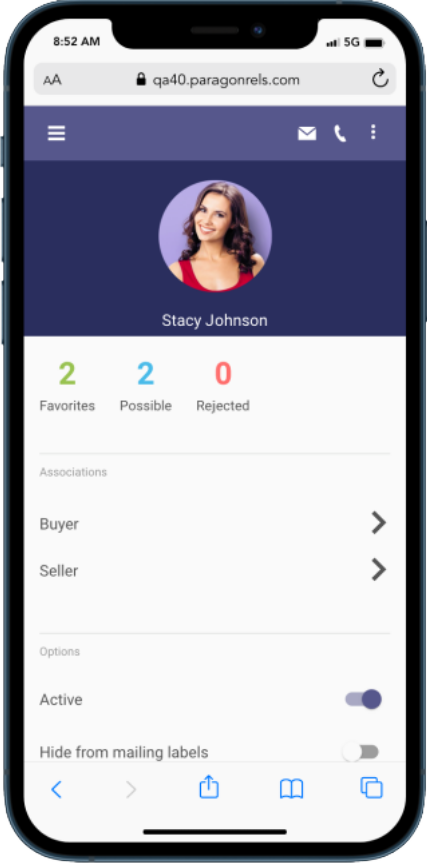 8:52 AM
5G
AA
qa40.paragonrels.com
Stacy Johnson
2 2 0
Favorites Possible Rejected
Associations
Buyer
Seller
Options
Active
Hide from mailing labels